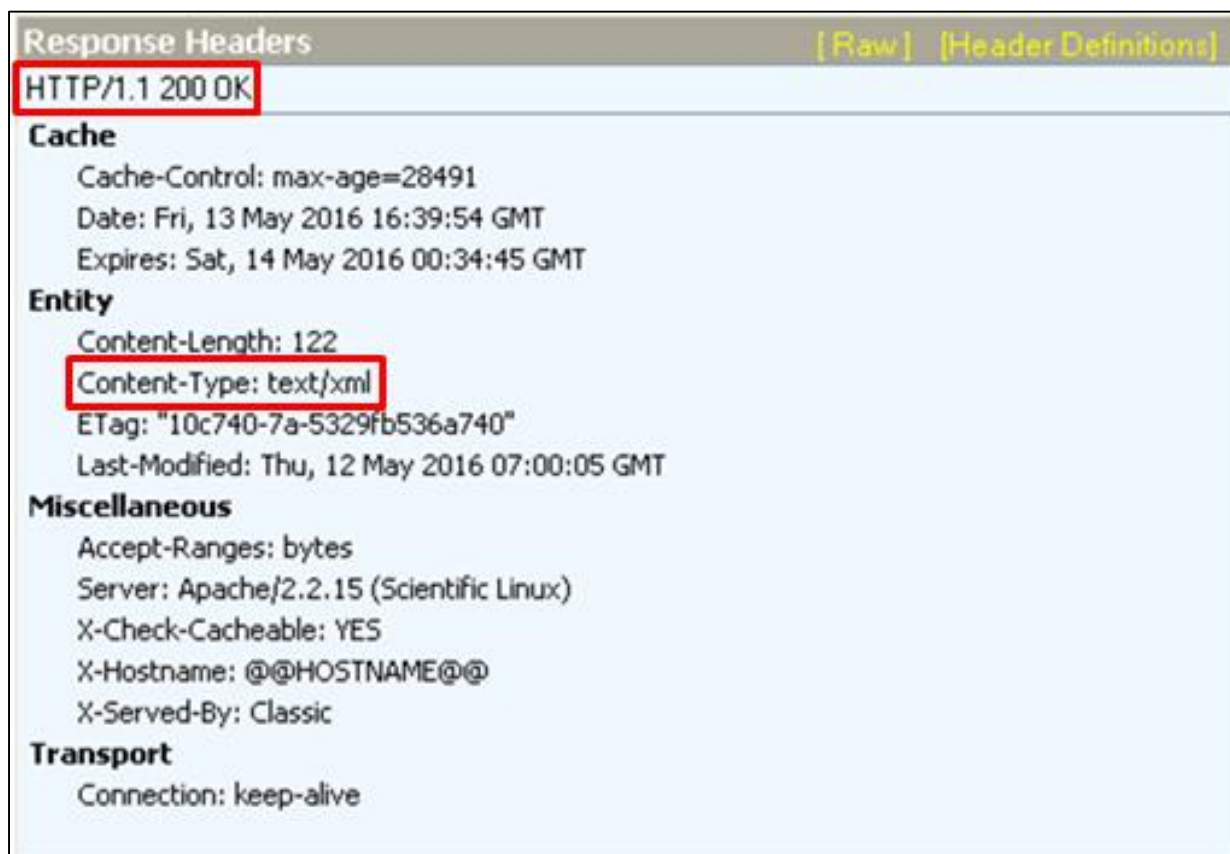 Response Headers [ Raw ] [Header Definitions]
HTTP/1.1 200 OK
Cache
Cache-Control: max-age=28491
Date: Fri, 13 May 2016 16:39:54 GMT
Expires: Sat, 14 May 2016 00:34:45 GMT
Entity
Content-Length: 122
Content-Type: text/xml
ETag: "10c740-7a-5329fb536a740"
Last-Modified: Thu, 12 May 2016 07:00:05 GMT
Miscellaneous
Accept-Ranges: bytes
Server: Apache/2.2.15 (Scientific Linux)
X-Check-Cacheable: YES
X-Hostname: @@HOSTNAME@@
X-Served-By: Classic
Transport
Connection: keep-alive